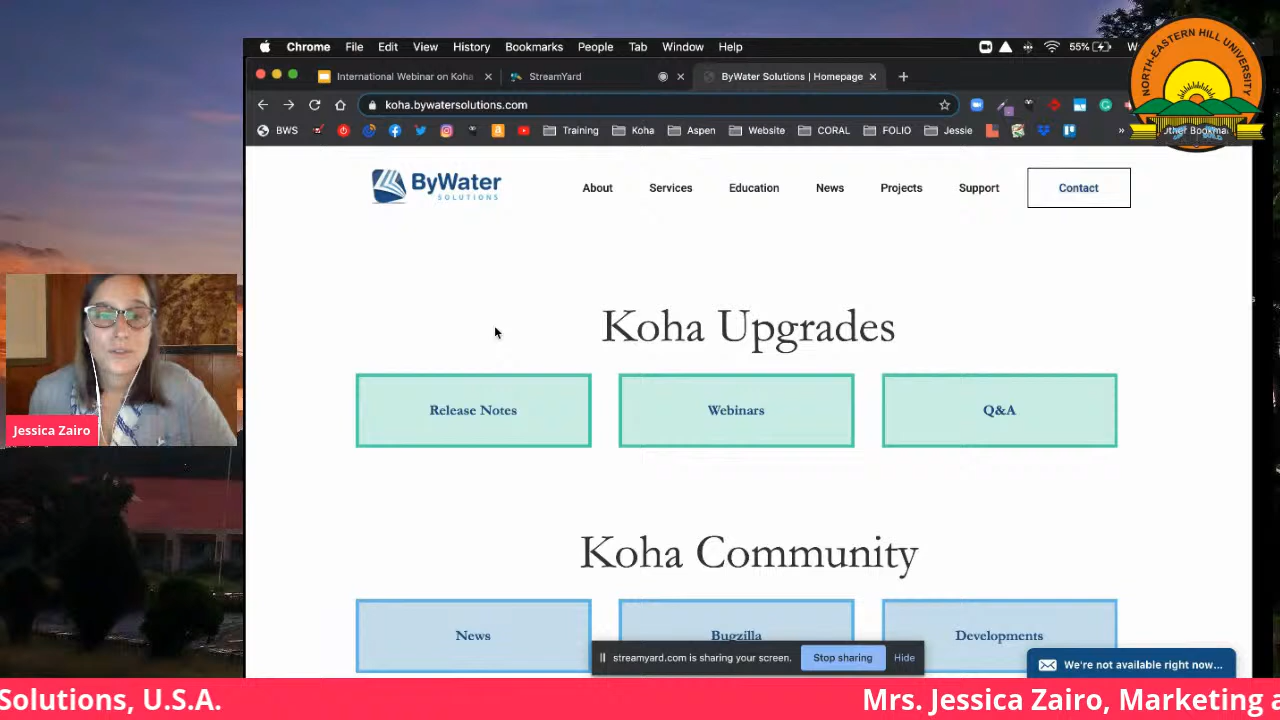 Chrome File Edit View History Bookmarks People Tab Window Help
55%
International Webinar on Koha
StreamYard
ByWater Solutions | Homepage
koha.bywatersolutions.com
BWS
Training
Koha
Aspen
Website
CORAL
FOLIO
Jessie
»
Other Bookma
NORTH-EASTERN HILL UNIVERSITY
ByWater
SOLUTIONS
About
Services
Education
News
Projects
Support
Contact
Koha Upgrades
Release Notes
Webinars
Q&A
Jessica Zairo
Koha Community
News
Bugzilla
Developments
streamyard.com is sharing your screen.
Stop sharing
Hide
We're not available right now...
Solutions, U.S.A.
Mrs. Jessica Zairo, Marketing a